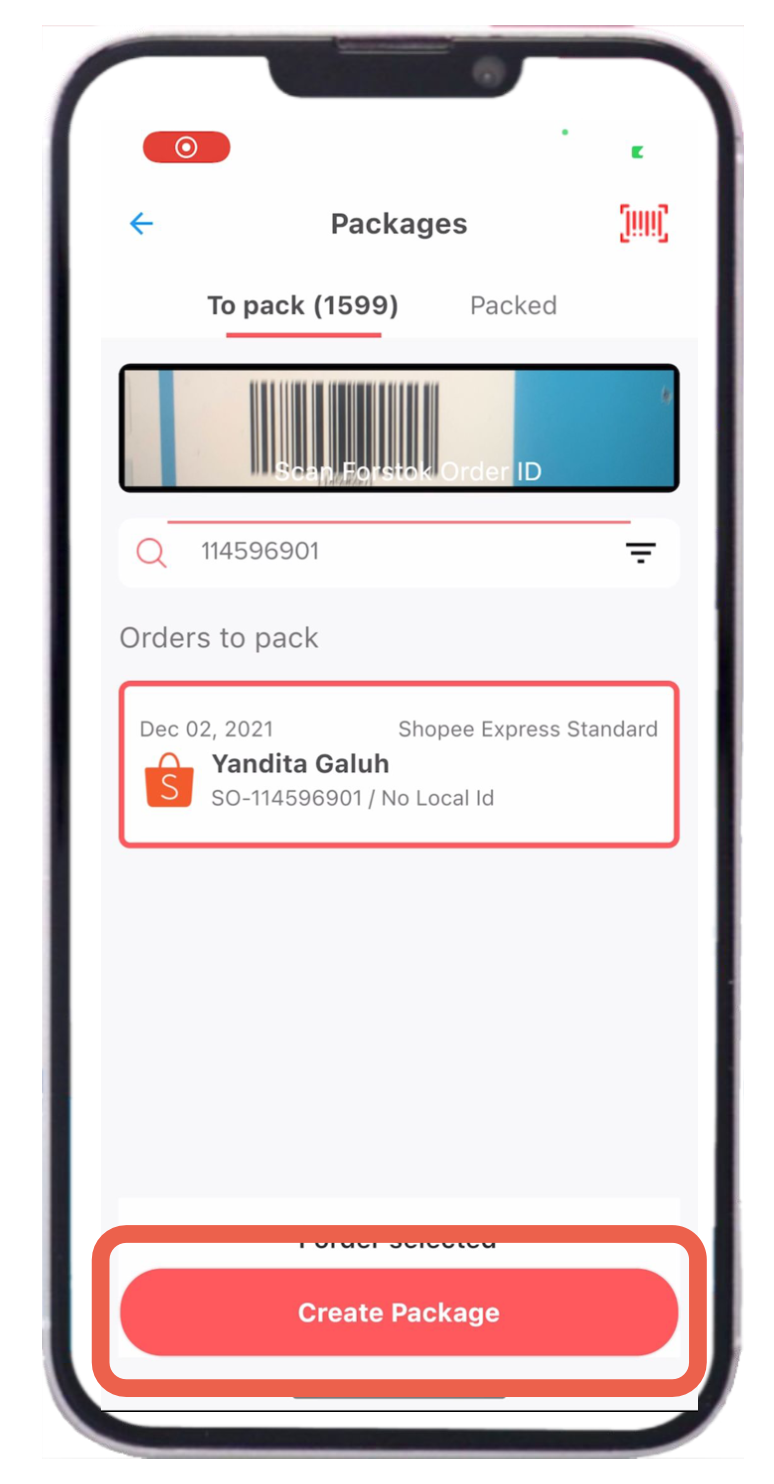 Packages
To pack (1599) Packed
Scan Forstok Order ID
114596901
Orders to pack
Dec 02, 2021 Shopee Express Standard
Yandita Galuh
SO-114596901 / No Local Id
1 order selected
Create Package